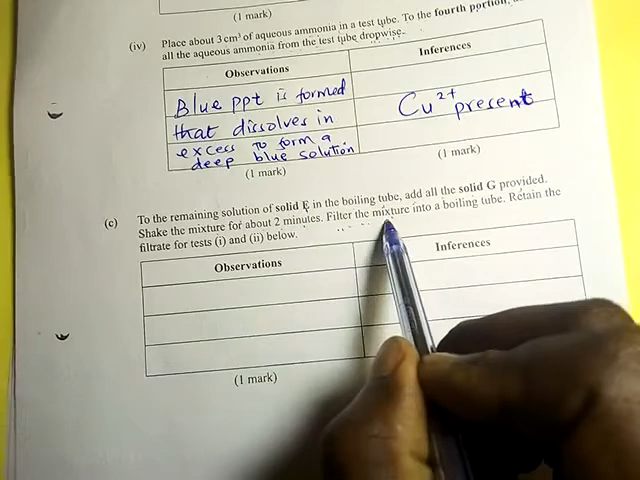 (1 mark)
(iv) Place about 3 cm³ of aqueous ammonia in a test tube. To the fourth portion,
all the aqueous ammonia from the test tube dropwise.
Observations Inferences
Blue ppt is formed
that dissolves in
excess to form a
deep blue solution
Cu²⁺ present
(1 mark) (1 mark)
(c) To the remaining solution of solid E in the boiling tube, add all the solid G provided.
Shake the mixture for about 2 minutes. Filter the mixture into a boiling tube. Retain the
filtrate for tests (i) and (ii) below.
Observations Inferences
(1 mark)